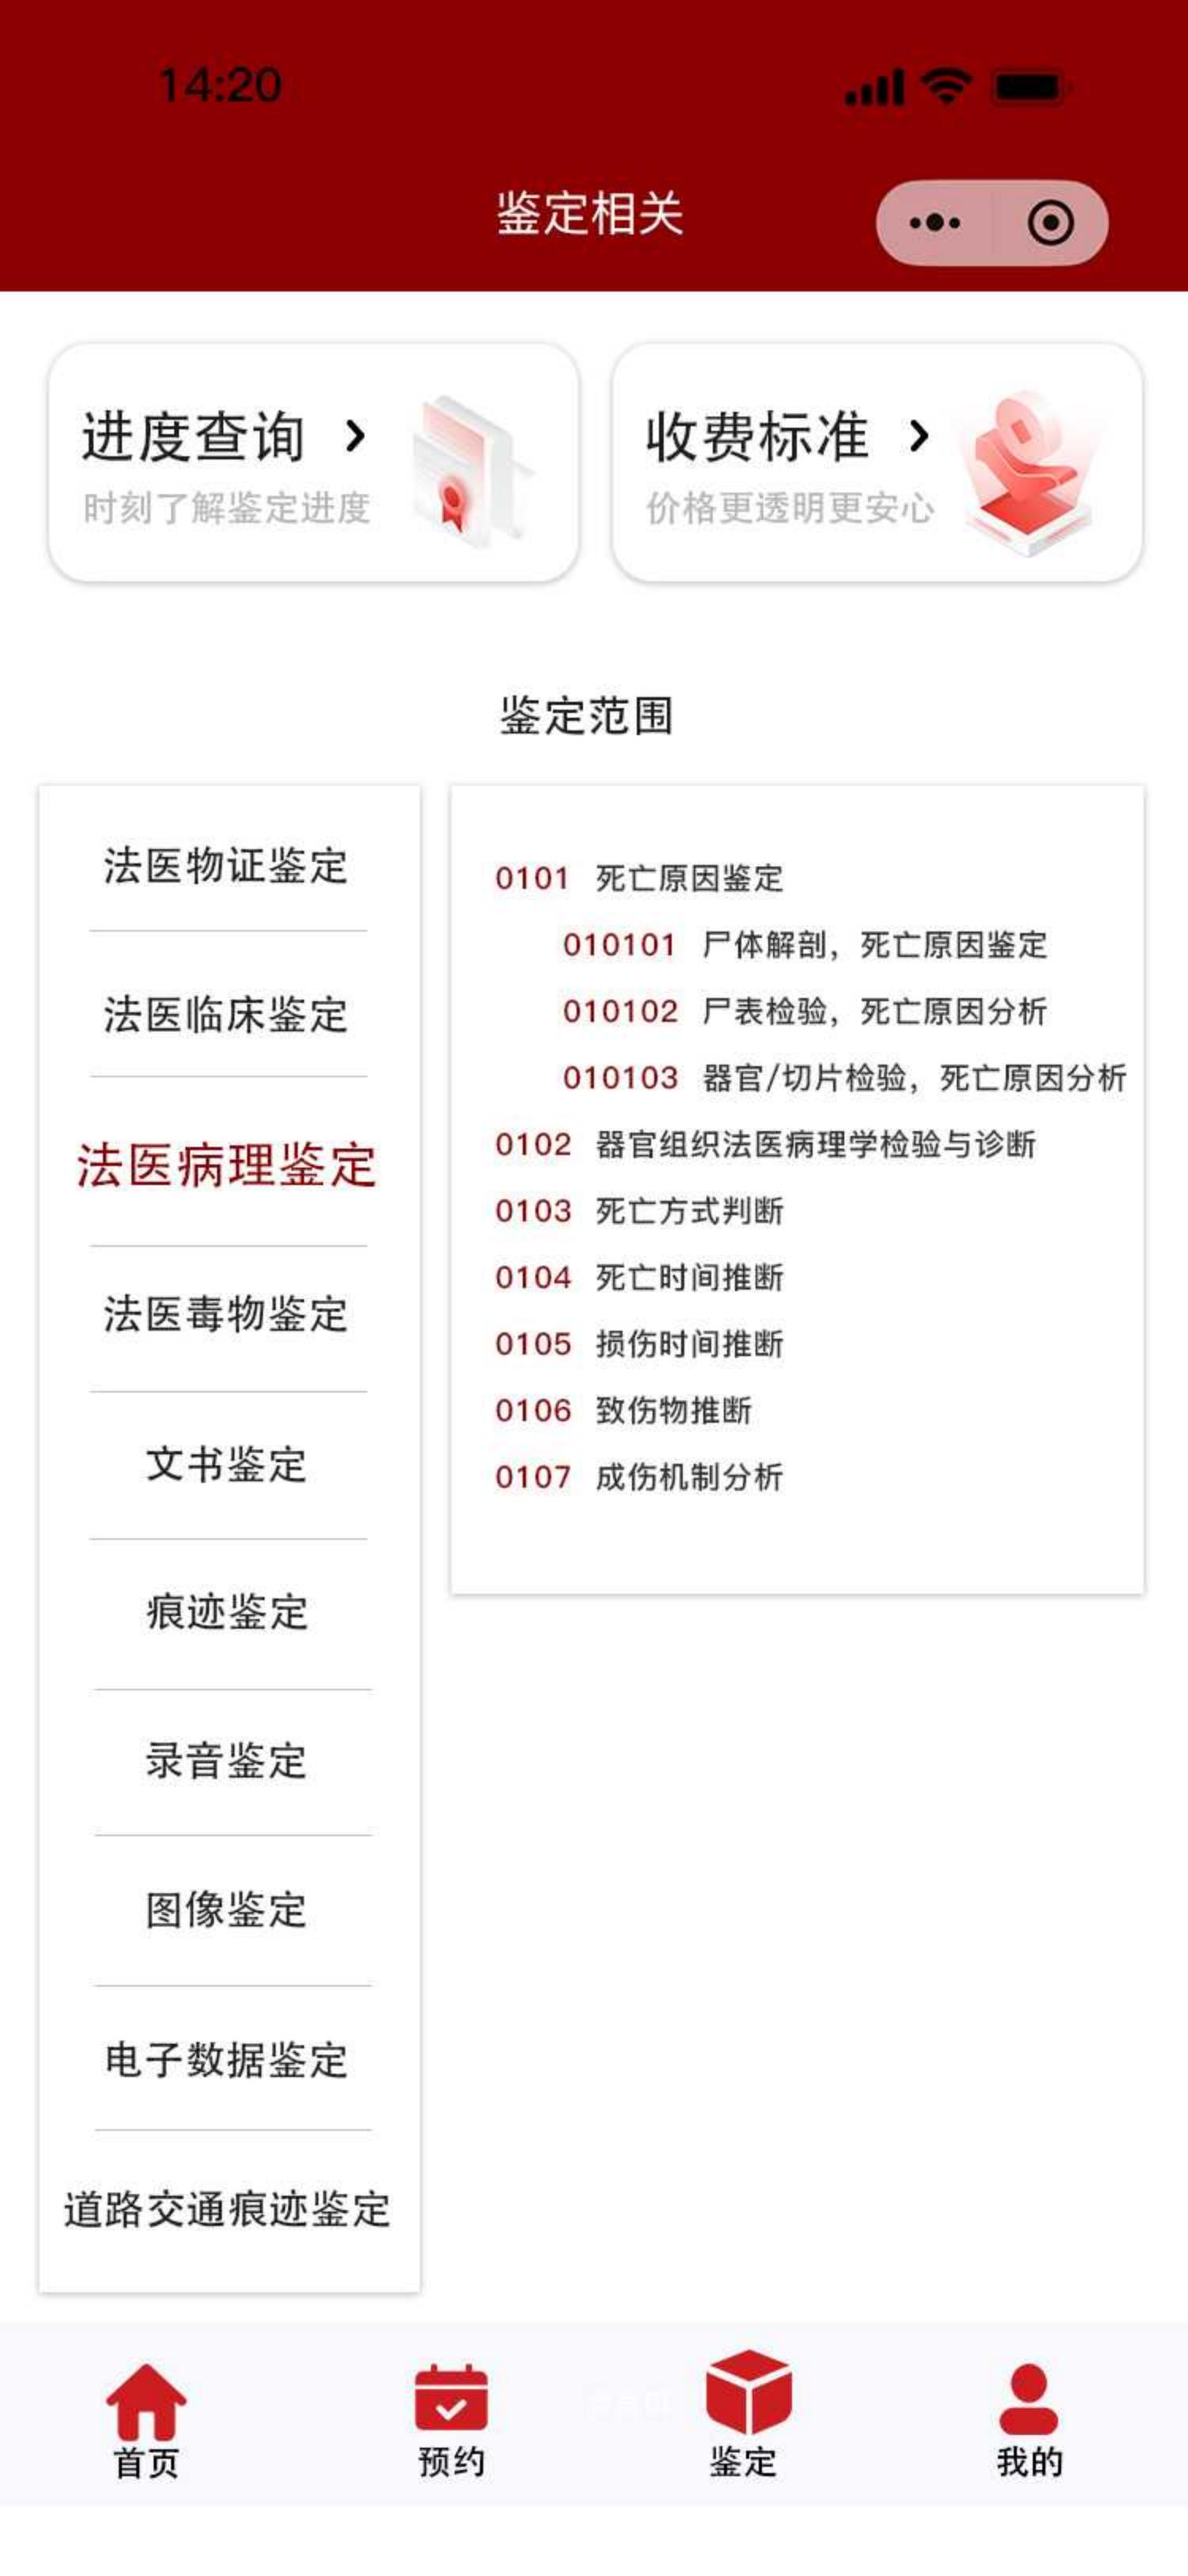 14:20
鉴定相关
进度查询
时刻了解鉴定进度
收费标准
价格更透明更安心
鉴定范围
法医物证鉴定
法医临床鉴定
法医病理鉴定
法医毒物鉴定
文书鉴定
痕迹鉴定
录音鉴定
图像鉴定
电子数据鉴定
道路交通痕迹鉴定
0101 死亡原因鉴定
010101 尸体解剖，死亡原因鉴定
010102 尸表检验，死亡原因分析
010103 器官/切片检验，死亡原因分析
0102 器官组织法医病理学检验与诊断
0103 死亡方式判断
0104 死亡时间推断
0105 损伤时间推断
0106 致伤物推断
0107 成伤机制分析
首页
预约
鉴定
我的